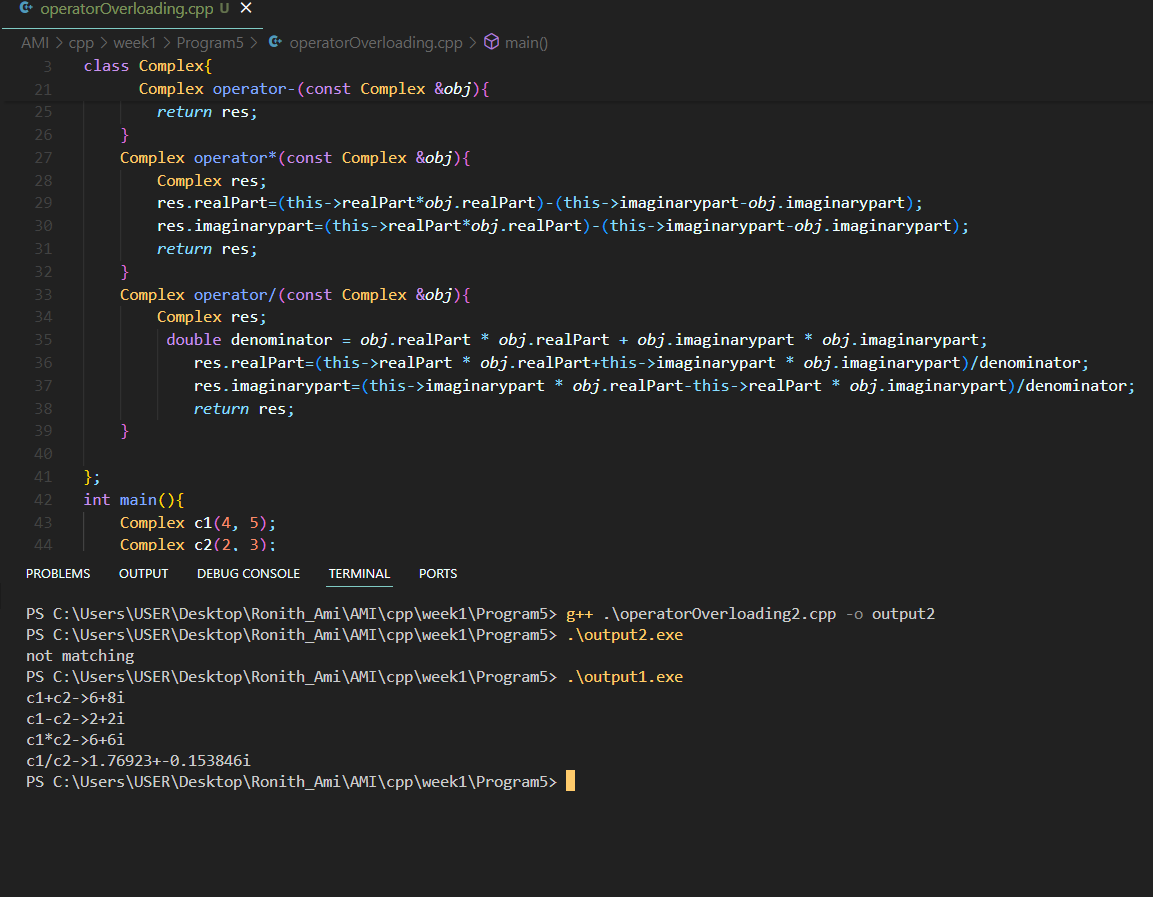 operatorOverloading.cpp U ×
AMI > cpp > week1 > Program5 > operatorOverloading.cpp > main()
3 class Complex{
21 Complex operator-(const Complex &obj){
25 return res;
26 }
27 Complex operator*(const Complex &obj){
28 Complex res;
29 res.realPart=(this->realPart*obj.realPart)-(this->imaginarypart-obj.imaginarypart);
30 res.imaginarypart=(this->realPart*obj.realPart)-(this->imaginarypart-obj.imaginarypart);
31 return res;
32 }
33 Complex operator/(const Complex &obj){
34 Complex res;
35 double denominator = obj.realPart * obj.realPart + obj.imaginarypart * obj.imaginarypart;
36 res.realPart=(this->realPart * obj.realPart+this->imaginarypart * obj.imaginarypart)/denominator;
37 res.imaginarypart=(this->imaginarypart * obj.realPart-this->realPart * obj.imaginarypart)/denominator;
38 return res;
39 }
40
41 };
42 int main(){
43 Complex c1(4, 5);
44 Complex c2(2, 3);
PROBLEMS OUTPUT DEBUG CONSOLE TERMINAL PORTS
PS C:\Users\USER\Desktop\Ronith_Ami\AMI\cpp\week1\Program5> g++ .\operatorOverloading2.cpp -o output2
PS C:\Users\USER\Desktop\Ronith_Ami\AMI\cpp\week1\Program5> .\output2.exe
not matching
PS C:\Users\USER\Desktop\Ronith_Ami\AMI\cpp\week1\Program5> .\output1.exe
c1+c2->6+8i
c1-c2->2+2i
c1*c2->6+6i
c1/c2->1.76923+-0.153846i
PS C:\Users\USER\Desktop\Ronith_Ami\AMI\cpp\week1\Program5>